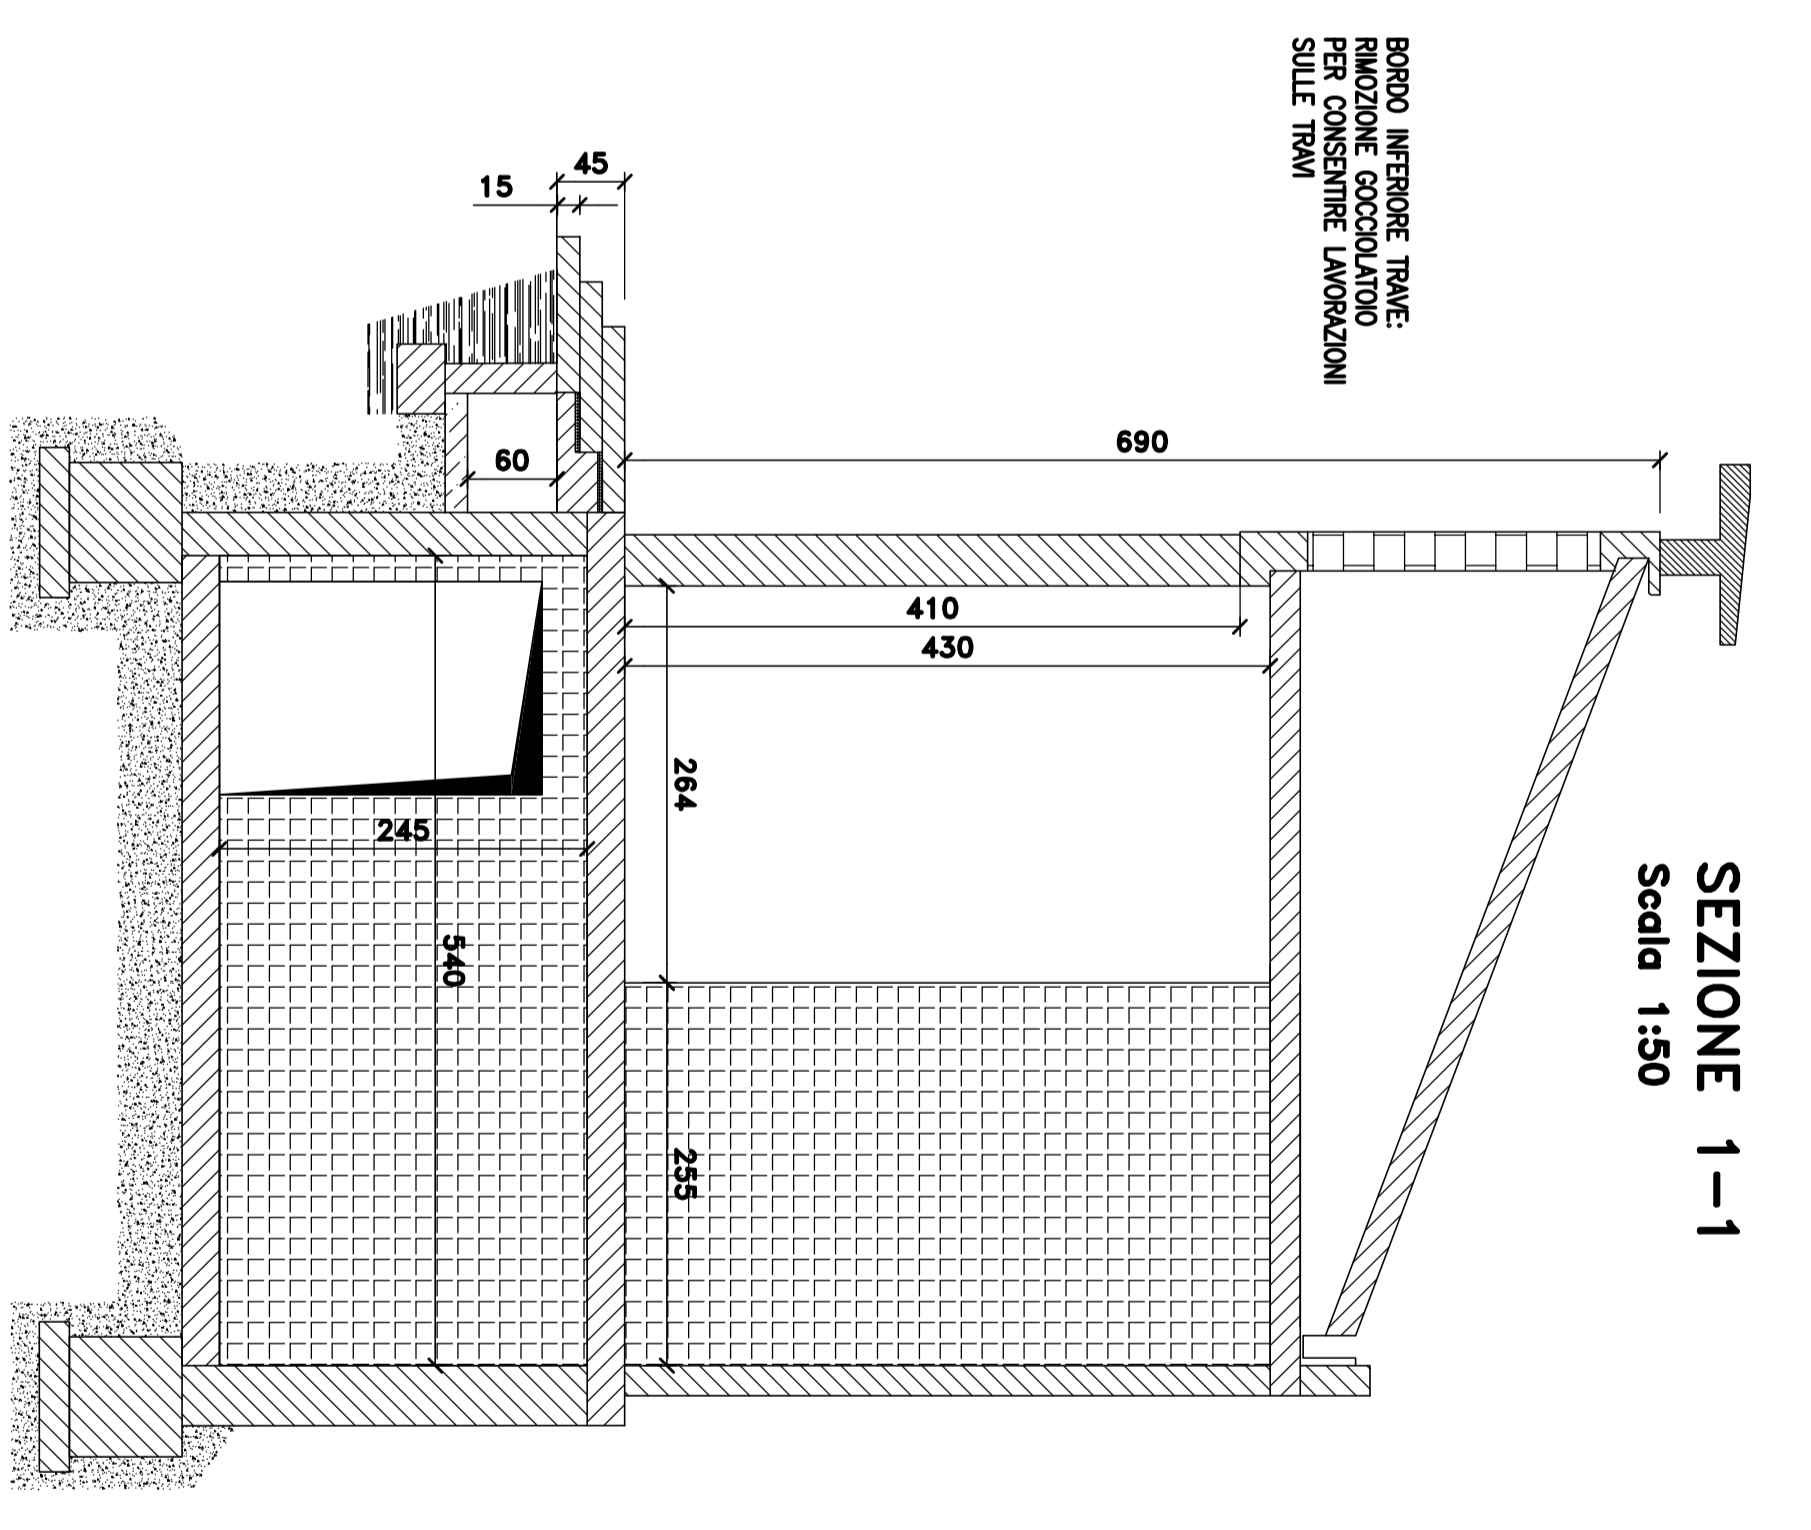 SEZIONE 1-1
Scala 1:50
BORDO INFERIORE TRAVE:
RIMOZIONE GOCCIOLATOIO
PER CONSENTIRE LAVORAZIONI
SULLE TRAVI
45
15
690
60
410
430
264
245
540
255